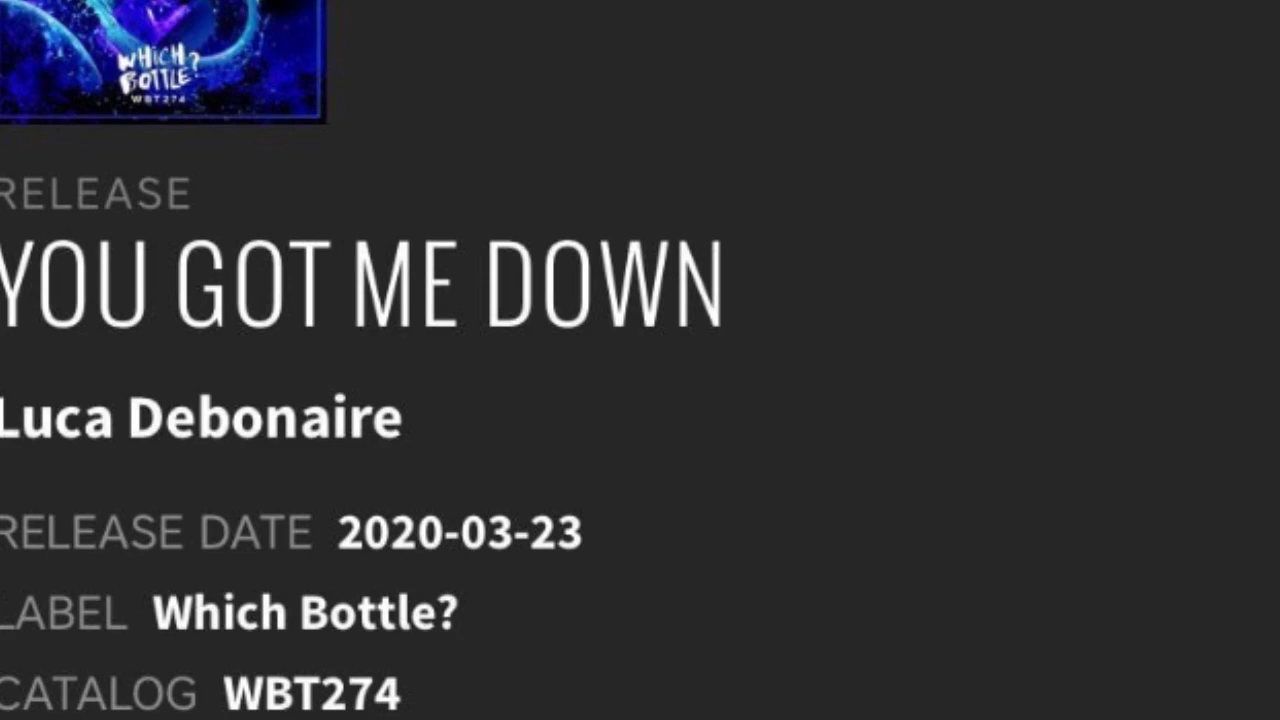 WHICH?
BOTTLE?
WBT274
RELEASE
YOU GOT ME DOWN
Luca Debonaire
RELEASE DATE 2020-03-23
LABEL Which Bottle?
CATALOG WBT274